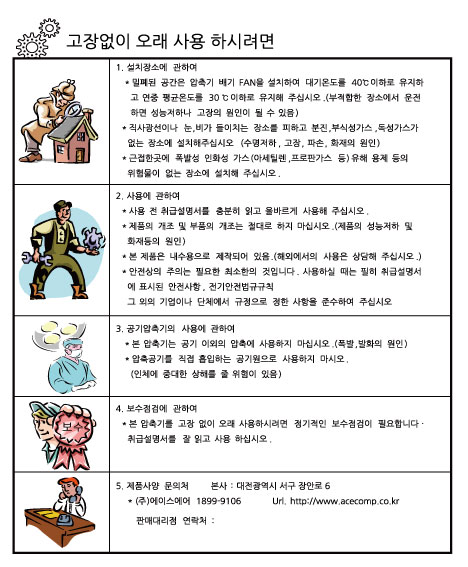 고장없이 오래 사용 하시려면
1. 설치장소에 관하여
* 밀폐된 공간은 압축기 배기 FAN을 설치하여 대기온도를 40℃이하로 유지하
고 연중 평균온도를 30 ℃이하로 유지해 주십시오.(부적합한 장소에서 운전
하면 성능저하나 고장의 원인이 될 수 있음)
* 직사광선이나 눈,비가 들이치는 장소를 피하고 분진,부식성가스,독성가스가
없는 장소에 설치해주십시오 (수명저하, 고장, 파손, 화재의 원인)
* 근접한곳에 폭발성 인화성 가스(아세틸렌,프로판가스 등)유해 용제 등의
위험물이 없는 장소에 설치해 주십시오.
2. 사용에 관하여
* 사용 전 취급설명서를 충분히 읽고 올바르게 사용해 주십시오.
* 제품의 개조 및 부품의 개조는 절대로 하지 마십시오.(제품의 성능저하 및
화재등의 원인)
* 본 제품은 내수용으로 제작되어 있음.(해외에서의 사용은 상담해 주십시오.)
* 안전상의 주의는 필요한 최소한의 것입니다. 사용하실 때는 필히 취급설명서
에 표시된 안전사항, 전기안전법규규칙
그 외의 기업이나 단체에서 규정으로 정한 사항을 준수하여 주십시오
3. 공기압축기의 사용에 관하여
* 본 압축기는 공기 이외의 압축에 사용하지 마십시오.(폭발,발화의 원인)
* 압축공기를 직접 흡입하는 공기원으로 사용하지 마시오.
(인체에 중대한 상해를 줄 위험이 있음)
보수
4. 보수점검에 관하여
* 본 압축기를 고장 없이 오래 사용하시려면 정기적인 보수점검이 필요합니다.
취급설명서를 잘 읽고 사용 하십시오.
5. 제품사양 문의처 본사 : 대전광역시 서구 장안로 6
* (주)에이스에어 1899-9106 Url. http://www.acecomp.co.kr
판매대리점 연락처 :